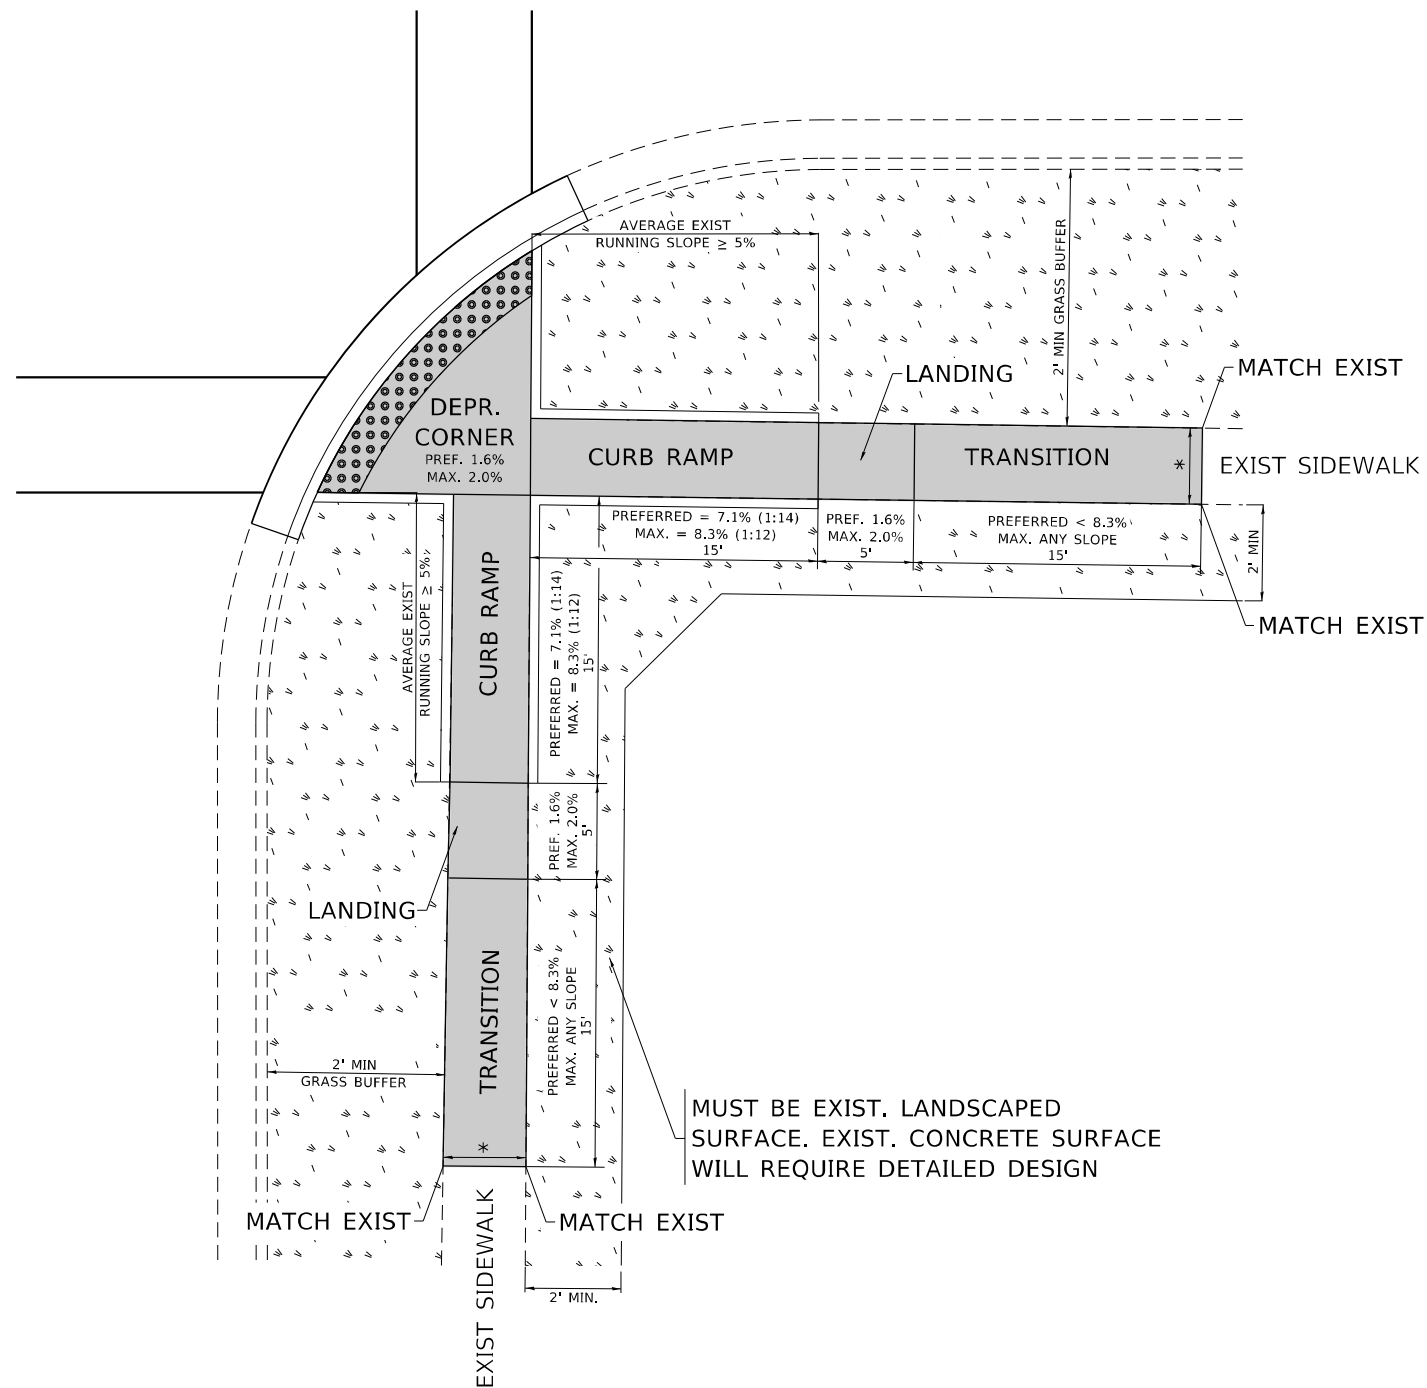 AVERAGE EXIST
RUNNING SLOPE ≥ 5%
2' MIN GRASS BUFFER
MATCH EXIST
LANDING
DEPR.
CORNER
PREF. 1.6%
MAX. 2.0%
CURB RAMP
TRANSITION
*
EXIST SIDEWALK
PREFERRED = 7.1% (1:14)
MAX. = 8.3% (1:12)
15'
PREF. 1.6%
MAX. 2.0%
5'
PREFERRED < 8.3%
MAX. ANY SLOPE
15'
2' MIN
MATCH EXIST
AVERAGE EXIST
RUNNING SLOPE ≥ 5%
CURB RAMP
PREFERRED = 7.1% (1:14)
MAX. = 8.3% (1:12)
15'
PREF. 1.6%
MAX. 2.0%
5'
LANDING
TRANSITION
PREFERRED < 8.3%
MAX. ANY SLOPE
15'
2' MIN
GRASS BUFFER
MUST BE EXIST. LANDSCAPED
SURFACE. EXIST. CONCRETE SURFACE
WILL REQUIRE DETAILED DESIGN
*
MATCH EXIST
MATCH EXIST
EXIST SIDEWALK
2' MIN.